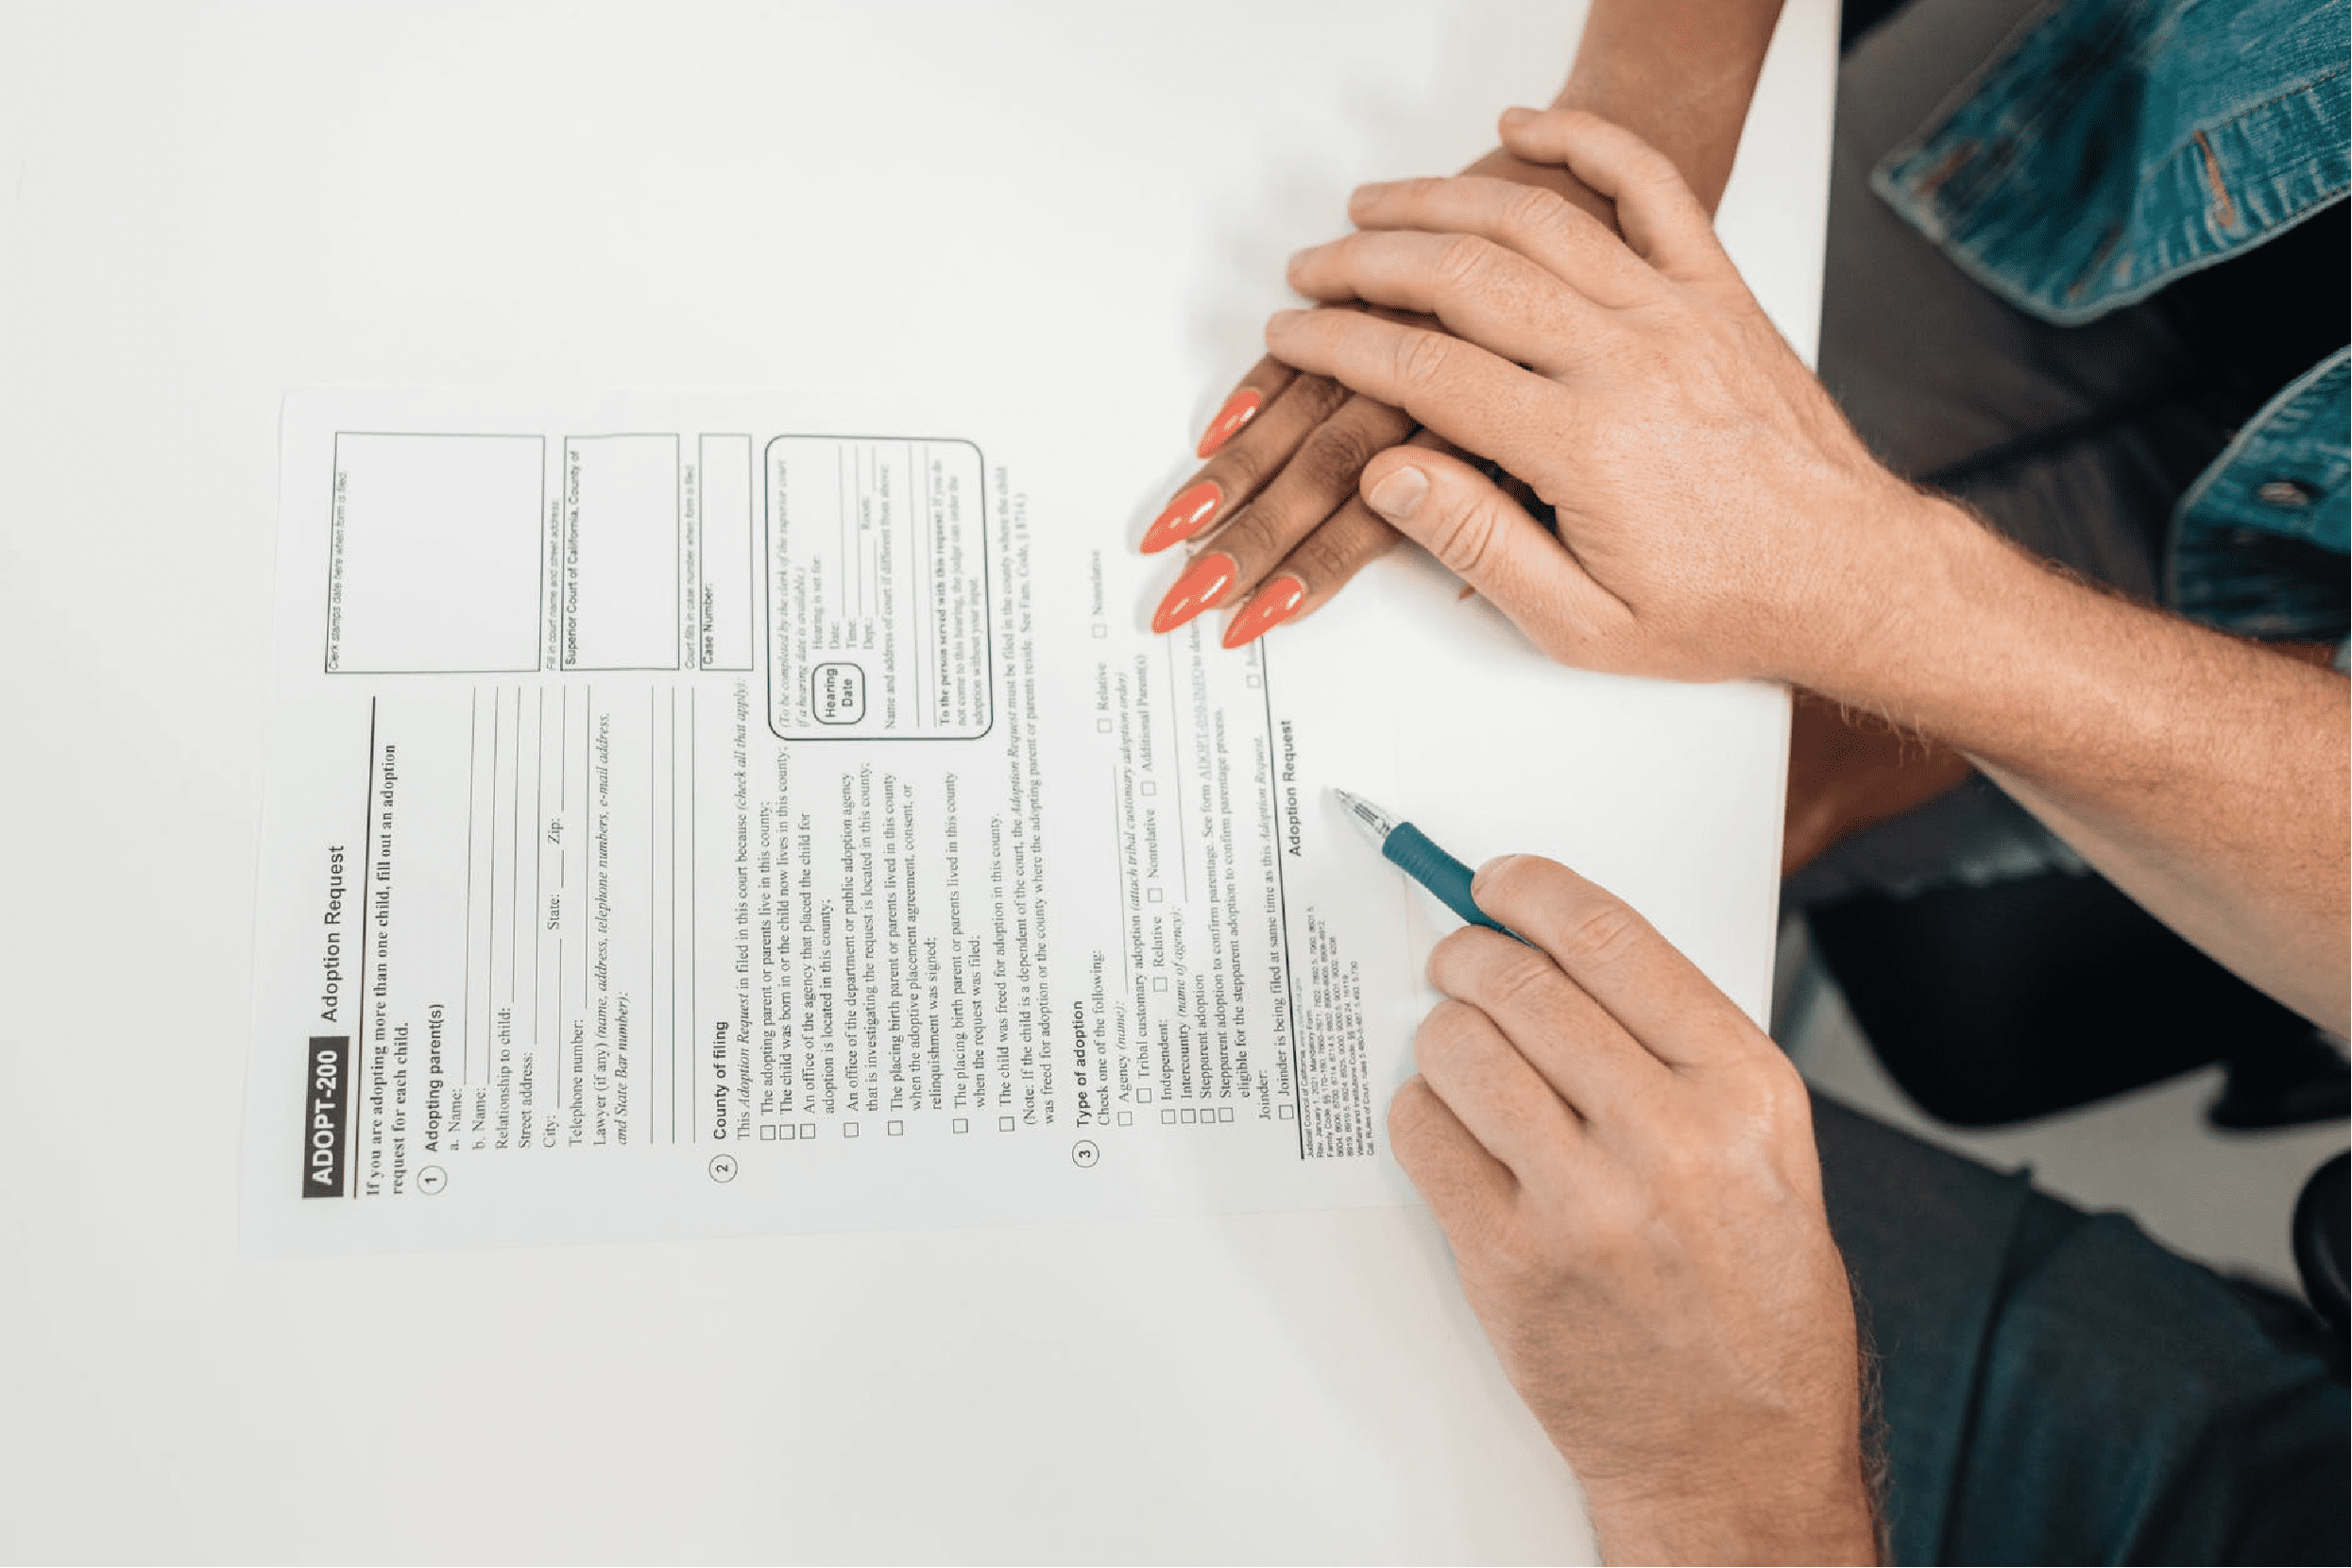 ADOPT-200 Adoption Request
Clerk stamps date here when form is filed.
If you are adopting more than one child, fill out an adoption
request for each child.
1 Adopting parent(s)
a. Name:
b. Name:
Relationship to child:
Street address:
City: State: Zip:
Telephone number:
Lawyer (if any) (name, address, telephone numbers, e-mail address,
and State Bar number):
Fill in court name and street address:
Superior Court of California, County of
Court fills in case number when form is filed.
Case Number:
2 County of filing
This Adoption Request in filed in this court because (check all that apply):
☐ The adopting parent or parents live in this county;
☐ The child was born in or the child now lives in this county;
☐ An office of the agency that placed the child for
adoption is located in this county;
☐ An office of the department or public adoption agency
that is investigating the request is located in this county;
☐ The placing birth parent or parents lived in this county
when the adoptive placement agreement, consent, or
relinquishment was signed;
☐ The placing birth parent or parents lived in this county
when the request was filed;
☐ The child was freed for adoption in this county.
(To be completed by the clerk of the superior court
if a hearing date is available.)
Hearing
Date
Hearing is set for:
Date:
Time:
Dept.: Room:
Name and address of court if different from above:
To the person served with this request: If you do
not come to this hearing, the judge can order the
adoption without your input.
(Note: If the child is a dependent of the court, the Adoption Request must be filed in the county where the child
was freed for adoption or the county where the adopting parent or parents reside. See Fam. Code, § 8714.)
3 Type of adoption
Check one of the following:
☐ Agency (name): ☐ Relative ☐ Nonrelative
☐ Tribal customary adoption (attach tribal customary adoption order)
☐ Independent: ☐ Relative ☐ Nonrelative ☐ Additional Parent(s)
☐ Intercountry (name of agency):
☐ Stepparent adoption
☐ Stepparent adoption to confirm parentage. See form ADOPT-050-INFO to
eligible for the stepparent adoption to confirm parentage process.
Joinder:
☐ Joinder is being filed at same time as this Adoption Request. ☐
Judicial Council of California
Rev. January 1, 2021, Mandatory Form
Adoption Request